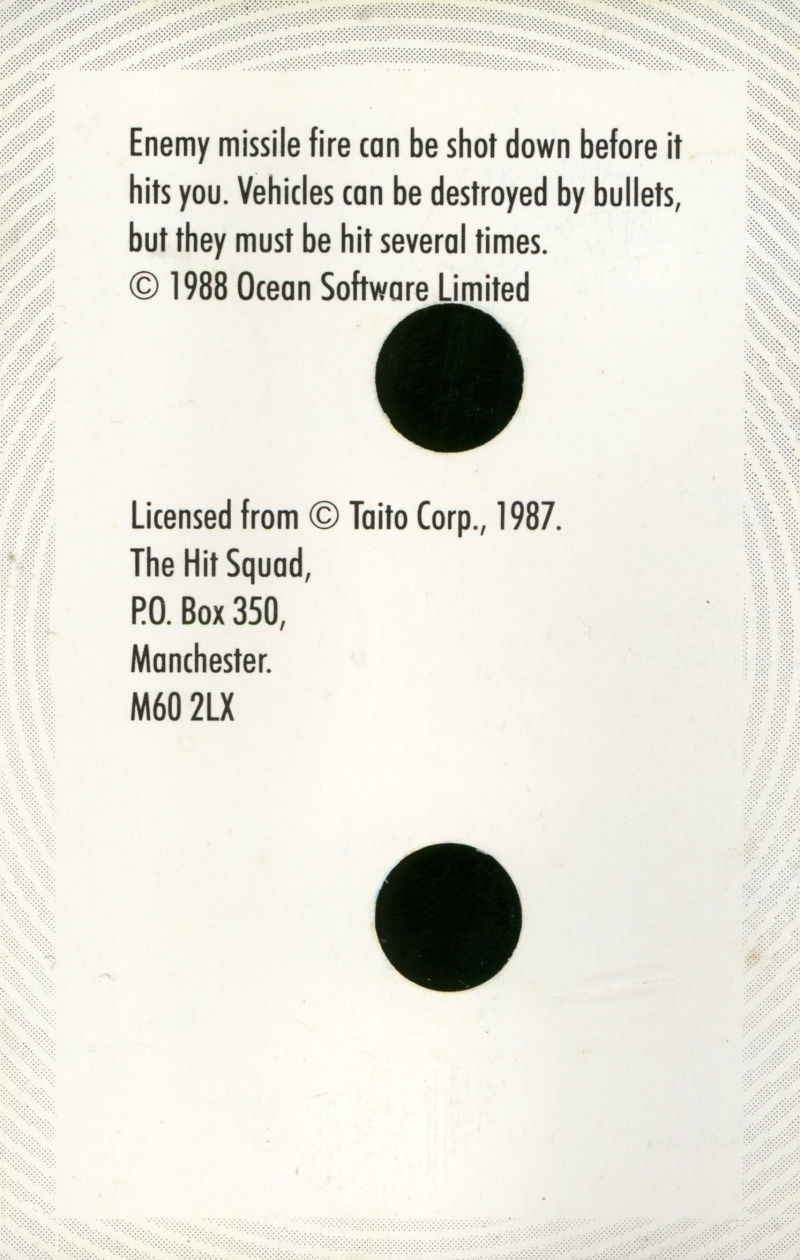 Enemy missile fire can be shot down before it
hits you. Vehicles can be destroyed by bullets,
but they must be hit several times.
© 1988 Ocean Software Limited
Licensed from © Taito Corp., 1987.
The Hit Squad,
P.O. Box 350,
Manchester.
M60 2LX